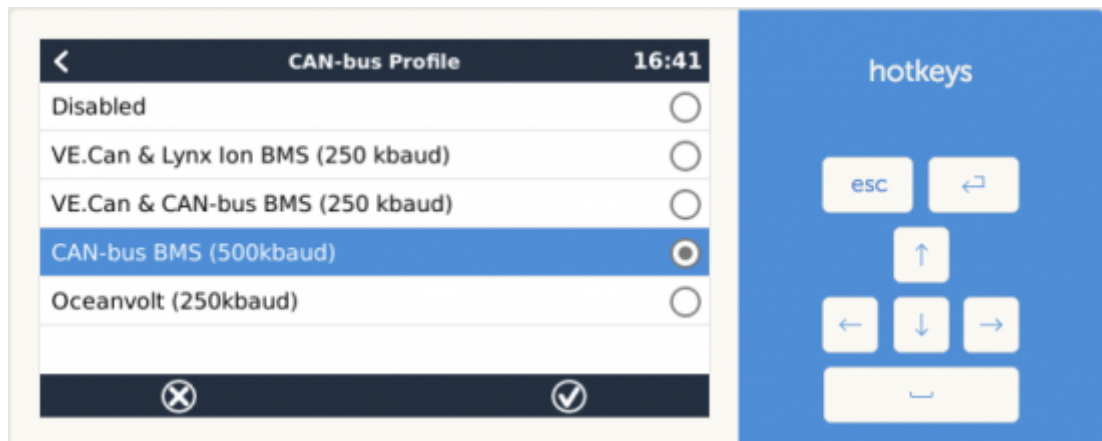 CAN-bus Profile 16:41
Disabled
VE.Can & Lynx Ion BMS (250 kbaud)
VE.Can & CAN-bus BMS (250 kbaud)
CAN-bus BMS (500kbaud)
Oceanvolt (250kbaud)
hotkeys
esc